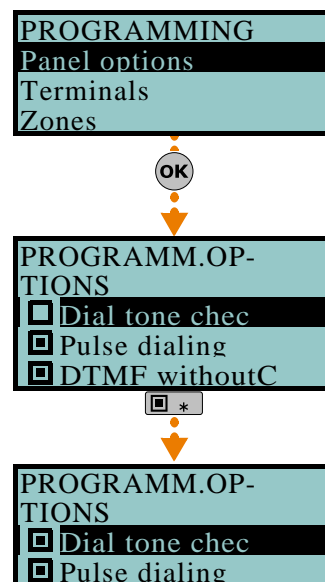 PROGRAMMING
Panel options
Terminals
Zones
OK
PROGRAMM.OP-
TIONS
Dial tone chec
Pulse dialing
DTMF withoutC
*
PROGRAMM.OP-
TIONS
Dial tone chec
Pulse dialing